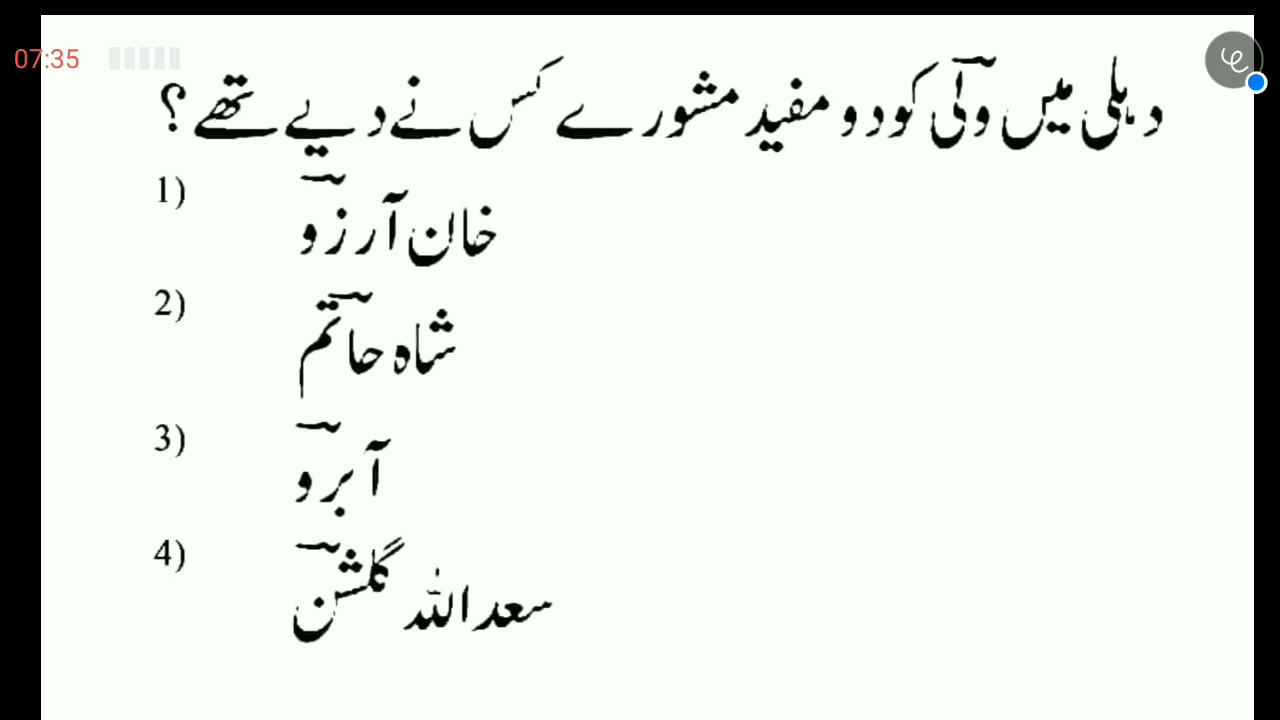 07:35
دہلی میں ولیؔ کو دو مفید مشورے کس نے دیے تھے؟
1) خان آرزوؔ
2) شاہ حاتمؔ
3) آبروؔ
4) سعد اللہ گلشنؔ